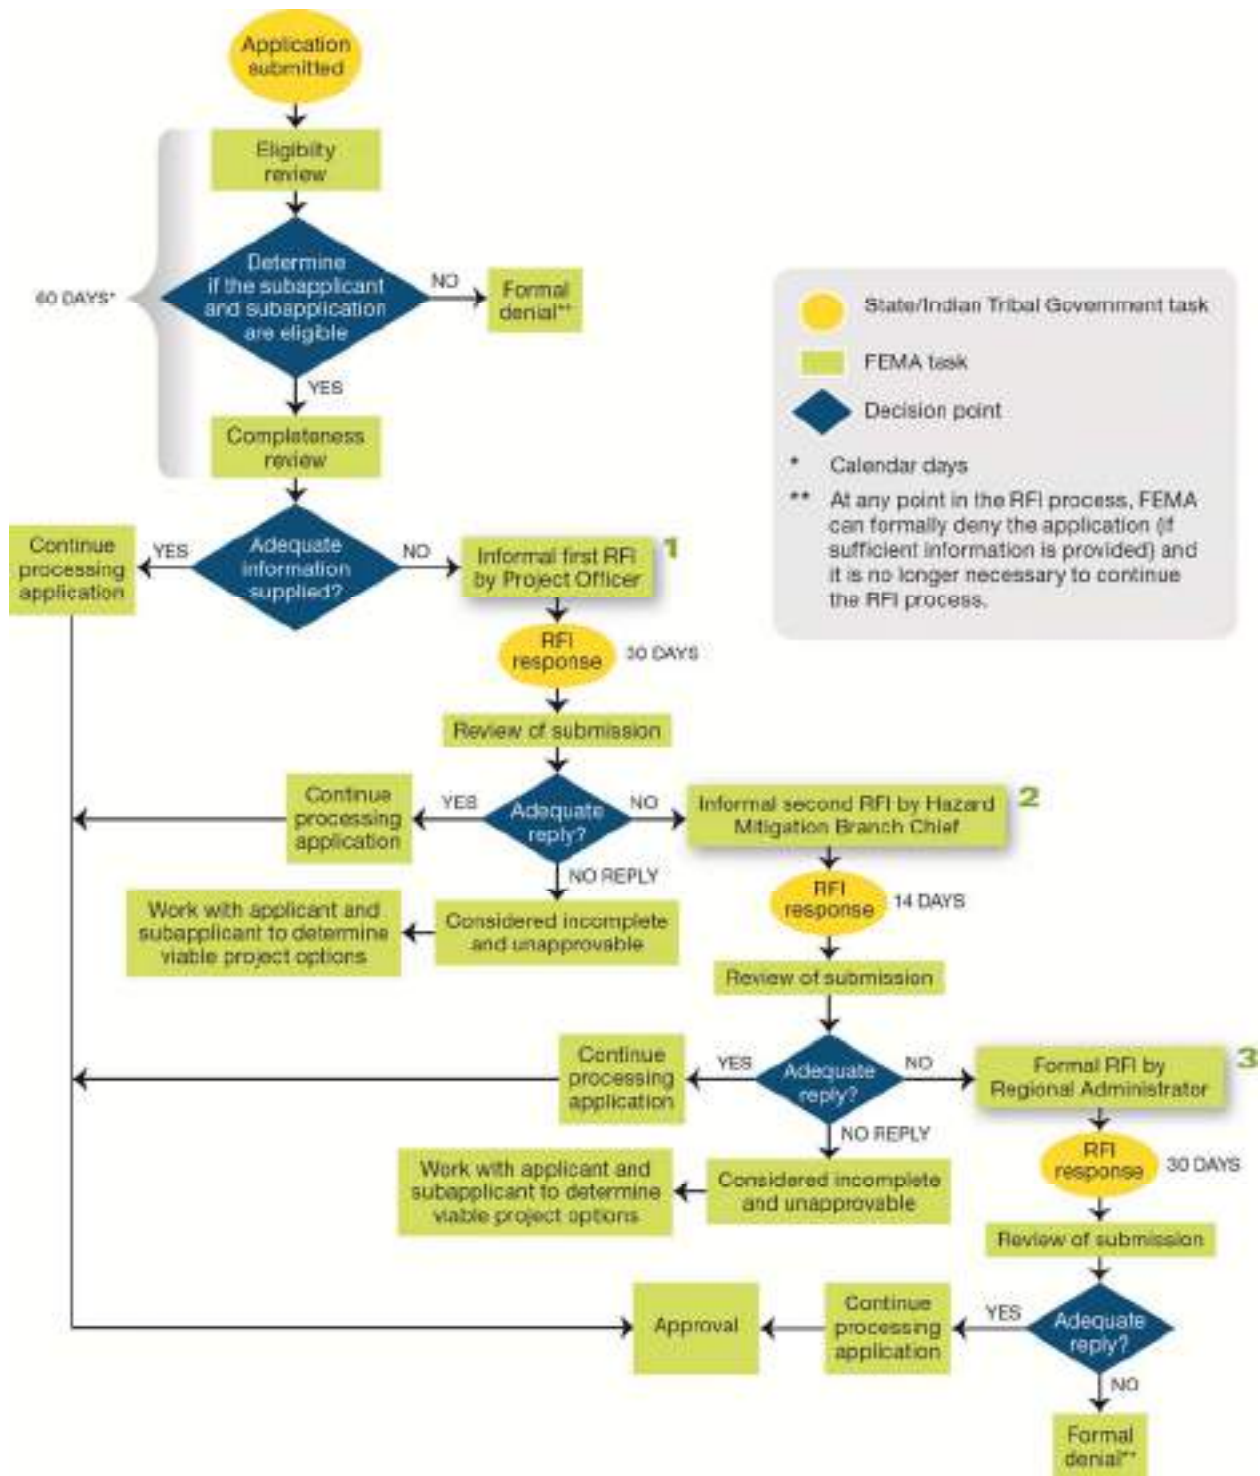 Application
submitted
Eligibilty
review
Determine
if the subapplicant
and subapplication
are eligible
60 DAYS*
NO
Formal
denial**
YES
Completeness
review
State/Indian Tribal Government task
FEMA task
Decision point
* Calendar days
** At any point in the RFI process, FEMA
can formally deny the application (if
sufficient information is provided) and
it is no longer necessary to continue
the RFI process.
Continue
processing
application
YES
Adequate
information
supplied?
NO
Informal first RFI
by Project Officer
1
RFI
response
30 DAYS
Review of submission
Continue
processing
application
YES
Adequate
reply?
NO
Informal second RFI by Hazard
Mitigation Branch Chief
2
NO REPLY
Work with applicant and
subapplicant to determine
viable project options
Considered incomplete
and unapprovable
RFI
response
14 DAYS
Review of submission
Continue
processing
application
YES
Adequate
reply?
NO
Formal RFI by
Regional Administrator
3
NO REPLY
Work with applicant and
subapplicant to determine
viable project options
Considered incomplete
and unapprovable
RFI
response
30 DAYS
Review of submission
Approval
Continue
processing
application
YES
Adequate
reply?
NO
Formal
denial**